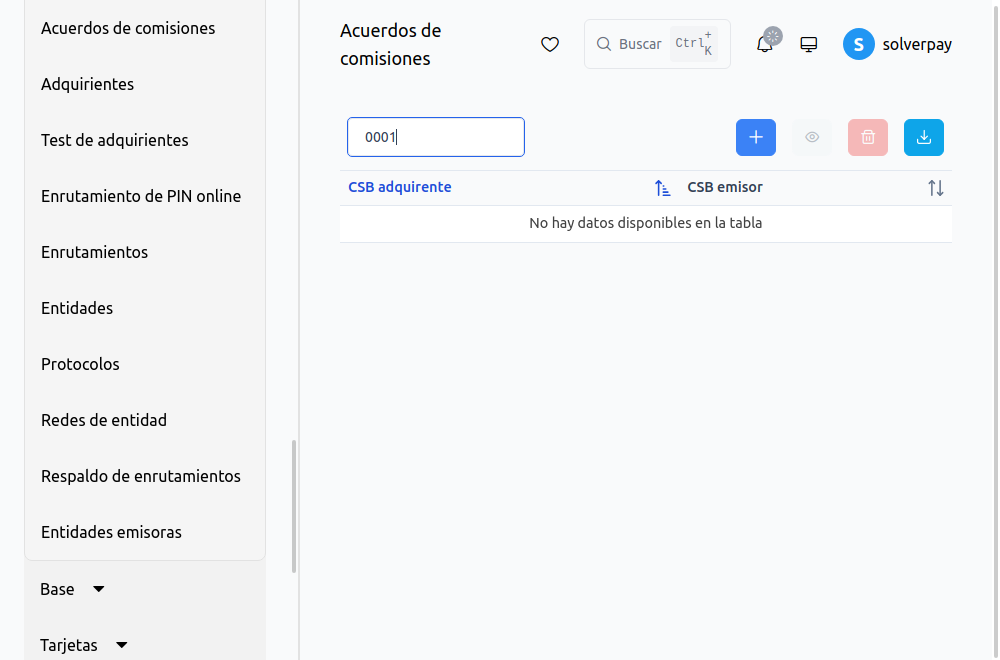 Acuerdos de comisiones
Adquirientes
Test de adquirientes
Enrutamiento de PIN online
Enrutamientos
Entidades
Protocolos
Redes de entidad
Respaldo de enrutamientos
Entidades emisoras
Base
Tarjetas
Acuerdos de
comisiones
Buscar
Ctrl+
K
S
solverpay
0001
CSB adquirente
CSB emisor
No hay datos disponibles en la tabla